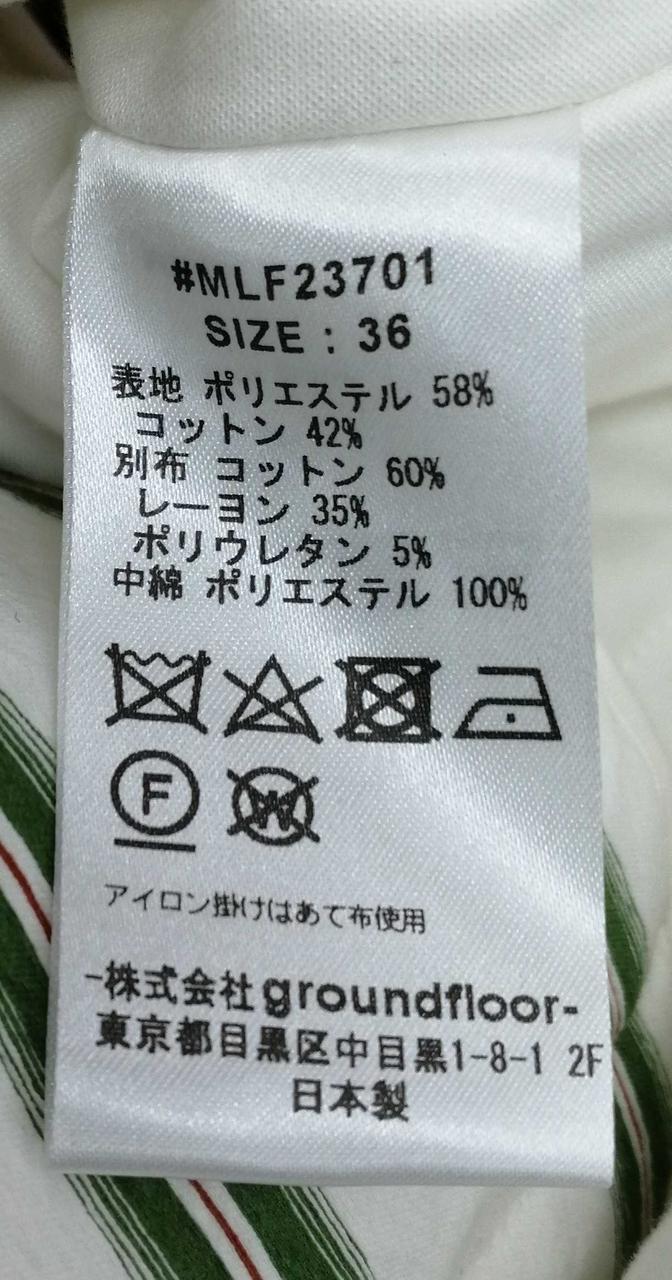 #MLF23701
SIZE : 36
表地 ポリエステル 58%
コットン 42%
別布 コットン 60%
レーヨン 35%
ポリウレタン 5%
中綿 ポリエステル 100%
F
W
アイロン掛けはあて布使用
-株式会社groundfloor-
東京都目黒区中目黒1-8-1 2F
日本製